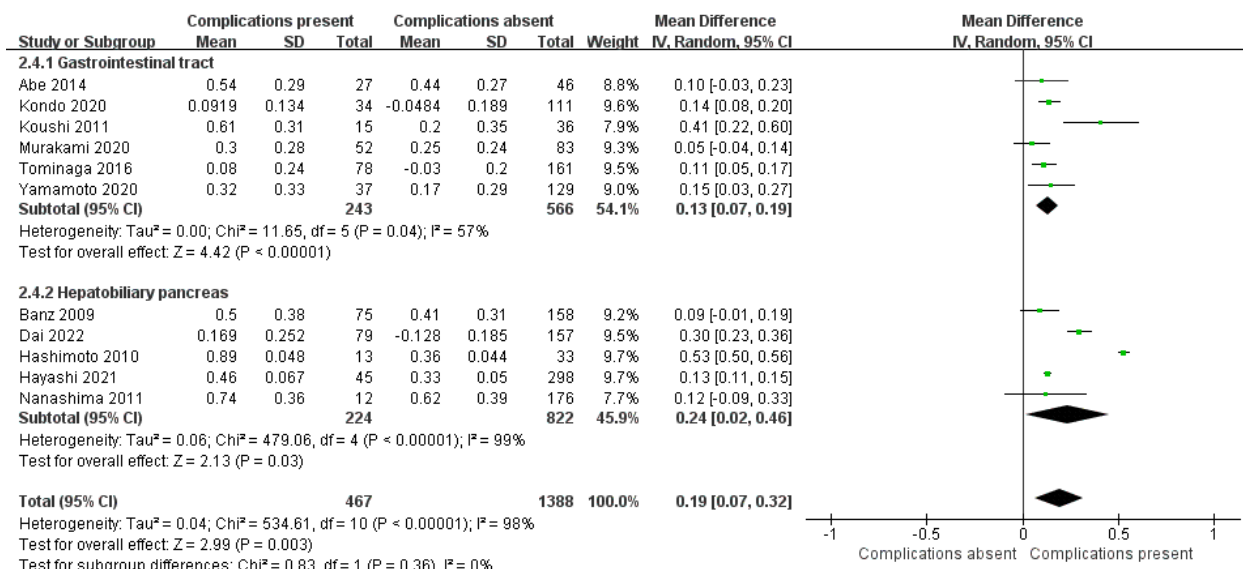 Complications present Complications absent Mean Difference Mean Difference
Study or Subgroup Mean SD Total Mean SD Total Weight IV, Random, 95% CI IV, Random, 95% CI
2.4.1 Gastrointestinal tract
Abe 2014 0.54 0.29 27 0.44 0.27 46 8.8% 0.10 [-0.03, 0.23]
Kondo 2020 0.0919 0.134 34 -0.0484 0.189 111 9.6% 0.14 [0.08, 0.20]
Koushi 2011 0.61 0.31 15 0.2 0.35 36 7.9% 0.41 [0.22, 0.60]
Murakami 2020 0.3 0.28 52 0.25 0.24 83 9.3% 0.05 [-0.04, 0.14]
Tominaga 2016 0.08 0.24 78 -0.03 0.2 161 9.5% 0.11 [0.05, 0.17]
Yamamoto 2020 0.32 0.33 37 0.17 0.29 129 9.0% 0.15 [0.03, 0.27]
Subtotal (95% CI) 243 566 54.1% 0.13 [0.07, 0.19]
Heterogeneity: Tau² = 0.00; Chi² = 11.65, df = 5 (P = 0.04); I² = 57%
Test for overall effect: Z = 4.42 (P < 0.00001)
2.4.2 Hepatobiliary pancreas
Banz 2009 0.5 0.38 75 0.41 0.31 158 9.2% 0.09 [-0.01, 0.19]
Dai 2022 0.169 0.252 79 -0.128 0.185 157 9.5% 0.30 [0.23, 0.36]
Hashimoto 2010 0.89 0.048 13 0.36 0.044 33 9.7% 0.53 [0.50, 0.56]
Hayashi 2021 0.46 0.067 45 0.33 0.05 298 9.7% 0.13 [0.11, 0.15]
Nanashima 2011 0.74 0.36 12 0.62 0.39 176 7.7% 0.12 [-0.09, 0.33]
Subtotal (95% CI) 224 822 45.9% 0.24 [0.02, 0.46]
Heterogeneity: Tau² = 0.06; Chi² = 479.06, df = 4 (P < 0.00001); I² = 99%
Test for overall effect: Z = 2.13 (P = 0.03)
Total (95% CI) 467 1388 100.0% 0.19 [0.07, 0.32]
Heterogeneity: Tau² = 0.04; Chi² = 534.61, df = 10 (P < 0.00001); I² = 98%
Test for overall effect: Z = 2.99 (P = 0.003)
Test for subgroup differences: Chi² = 0.83, df = 1 (P = 0.36), I² = 0%
-1 -0.5 0 0.5 1
Complications absent Complications present